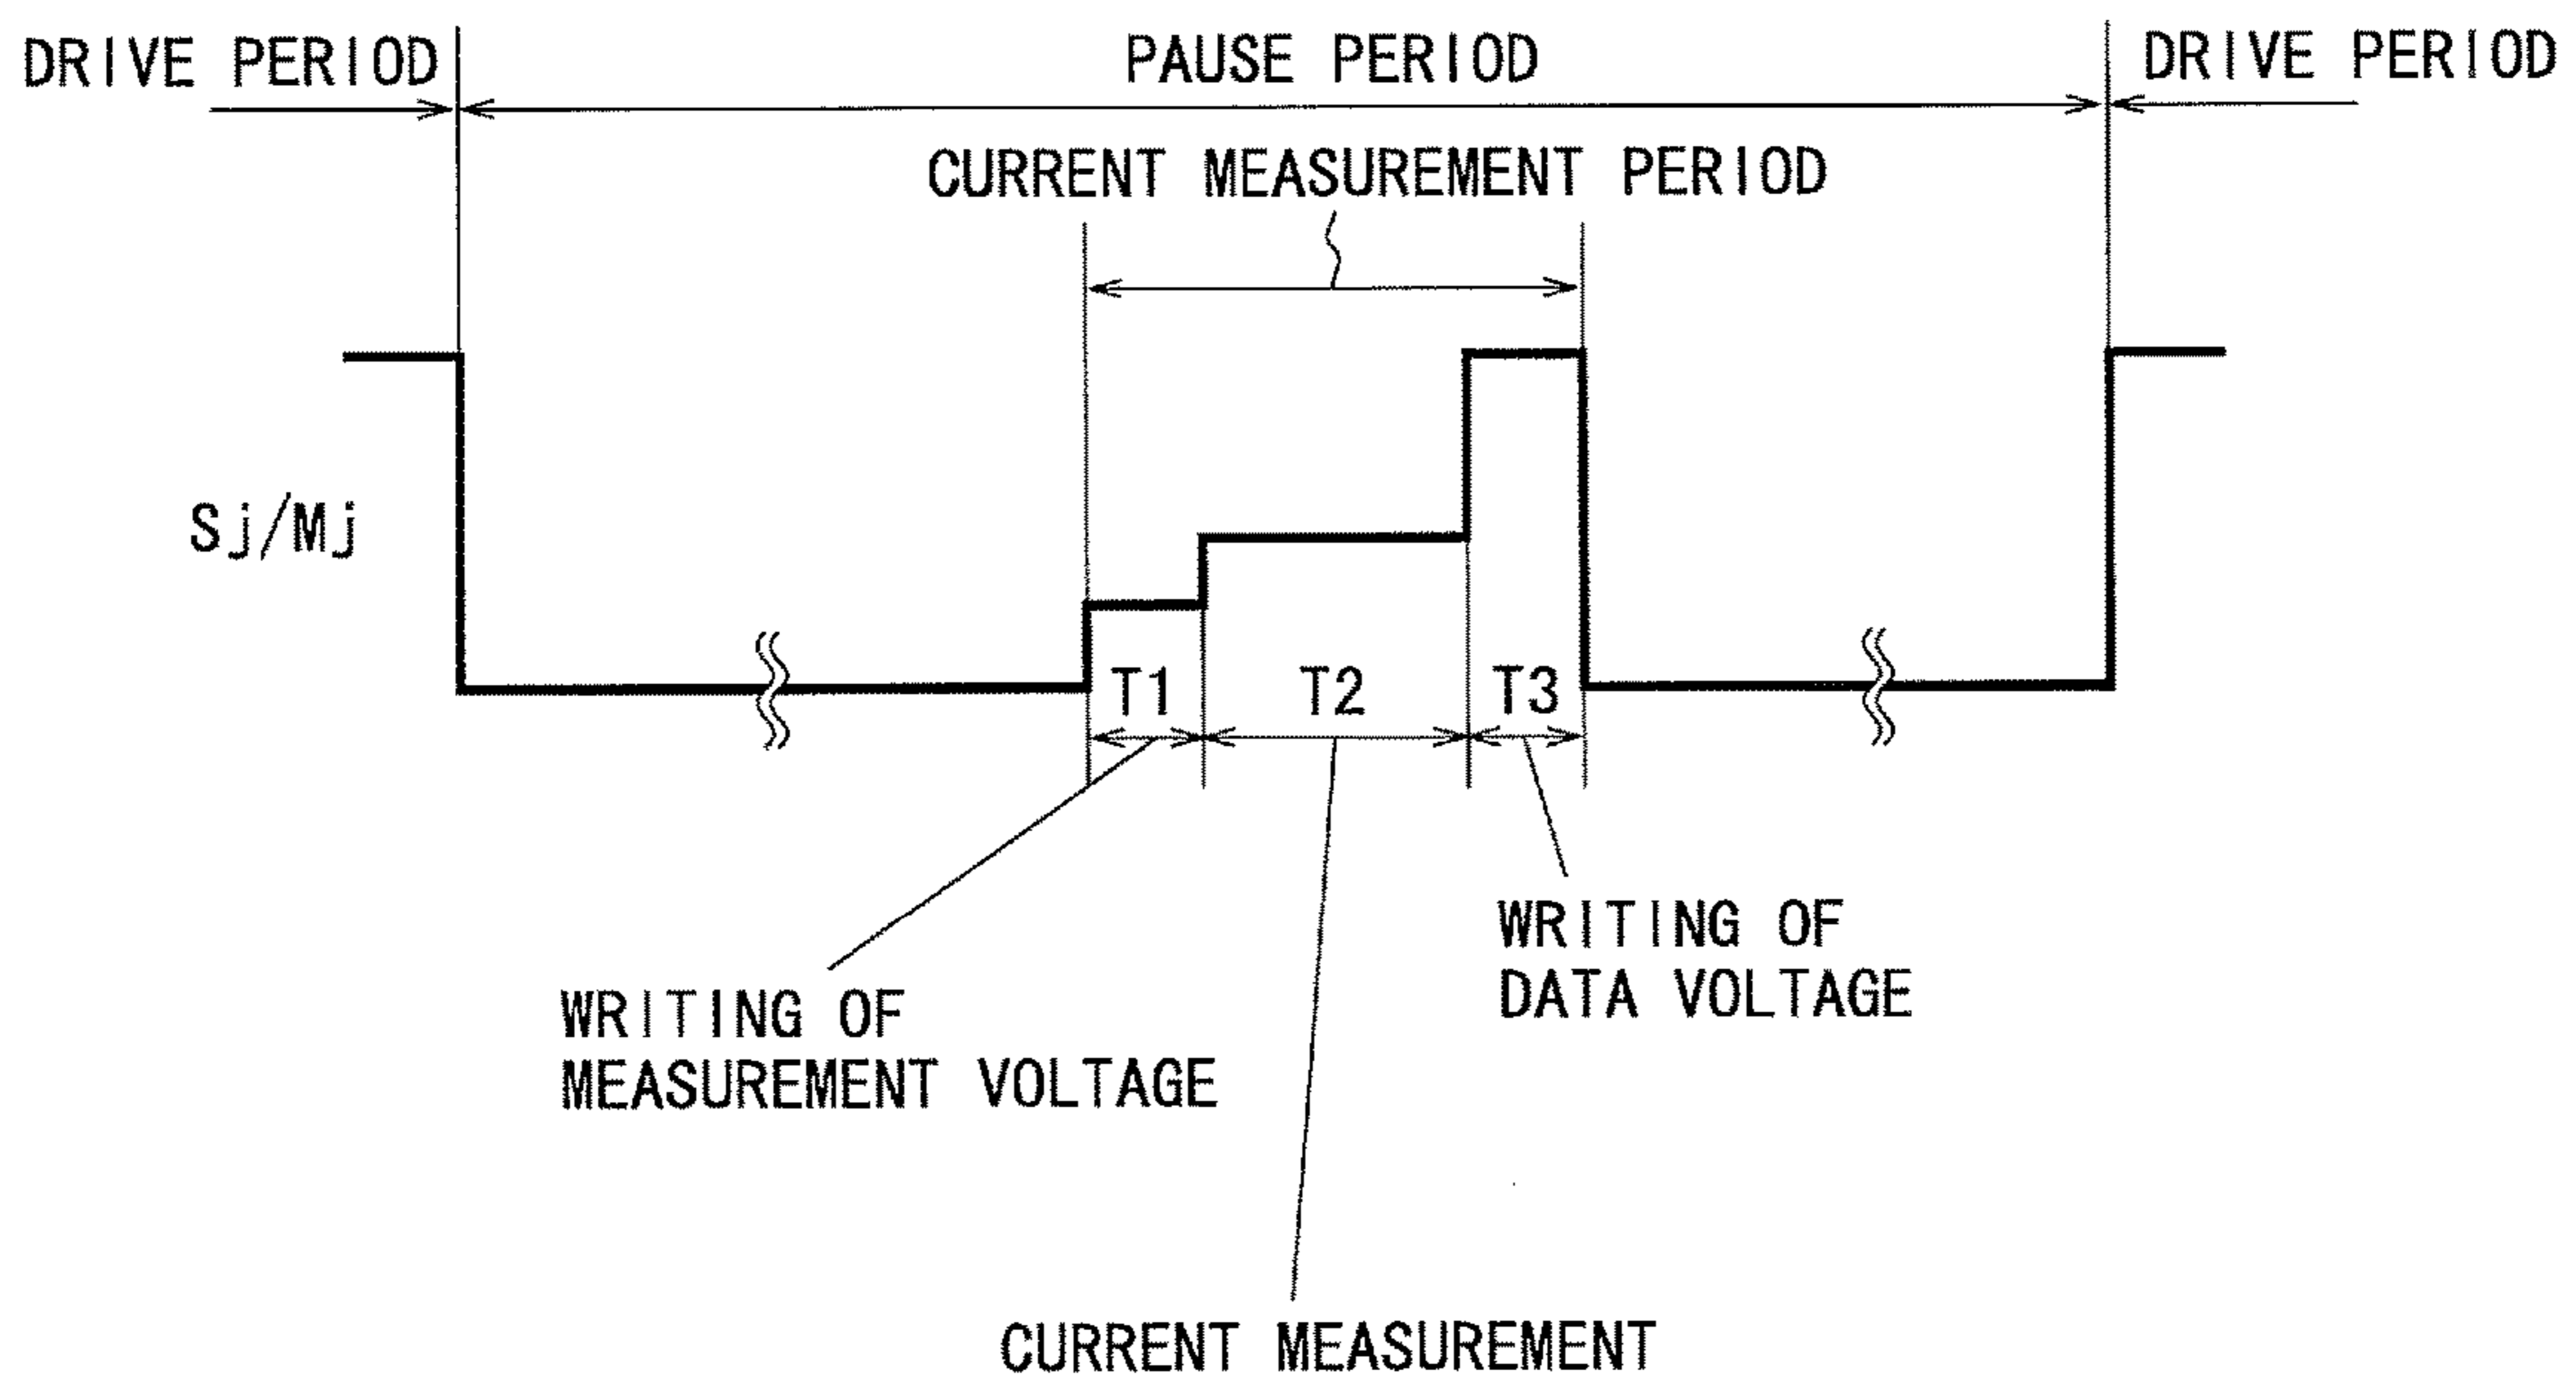 DRIVE PERIOD
PAUSE PERIOD
DRIVE PERIOD
CURRENT MEASUREMENT PERIOD
Sj/Mj
T1
T2
T3
WRITING OF
DATA VOLTAGE
WRITING OF
MEASUREMENT VOLTAGE
CURRENT MEASUREMENT